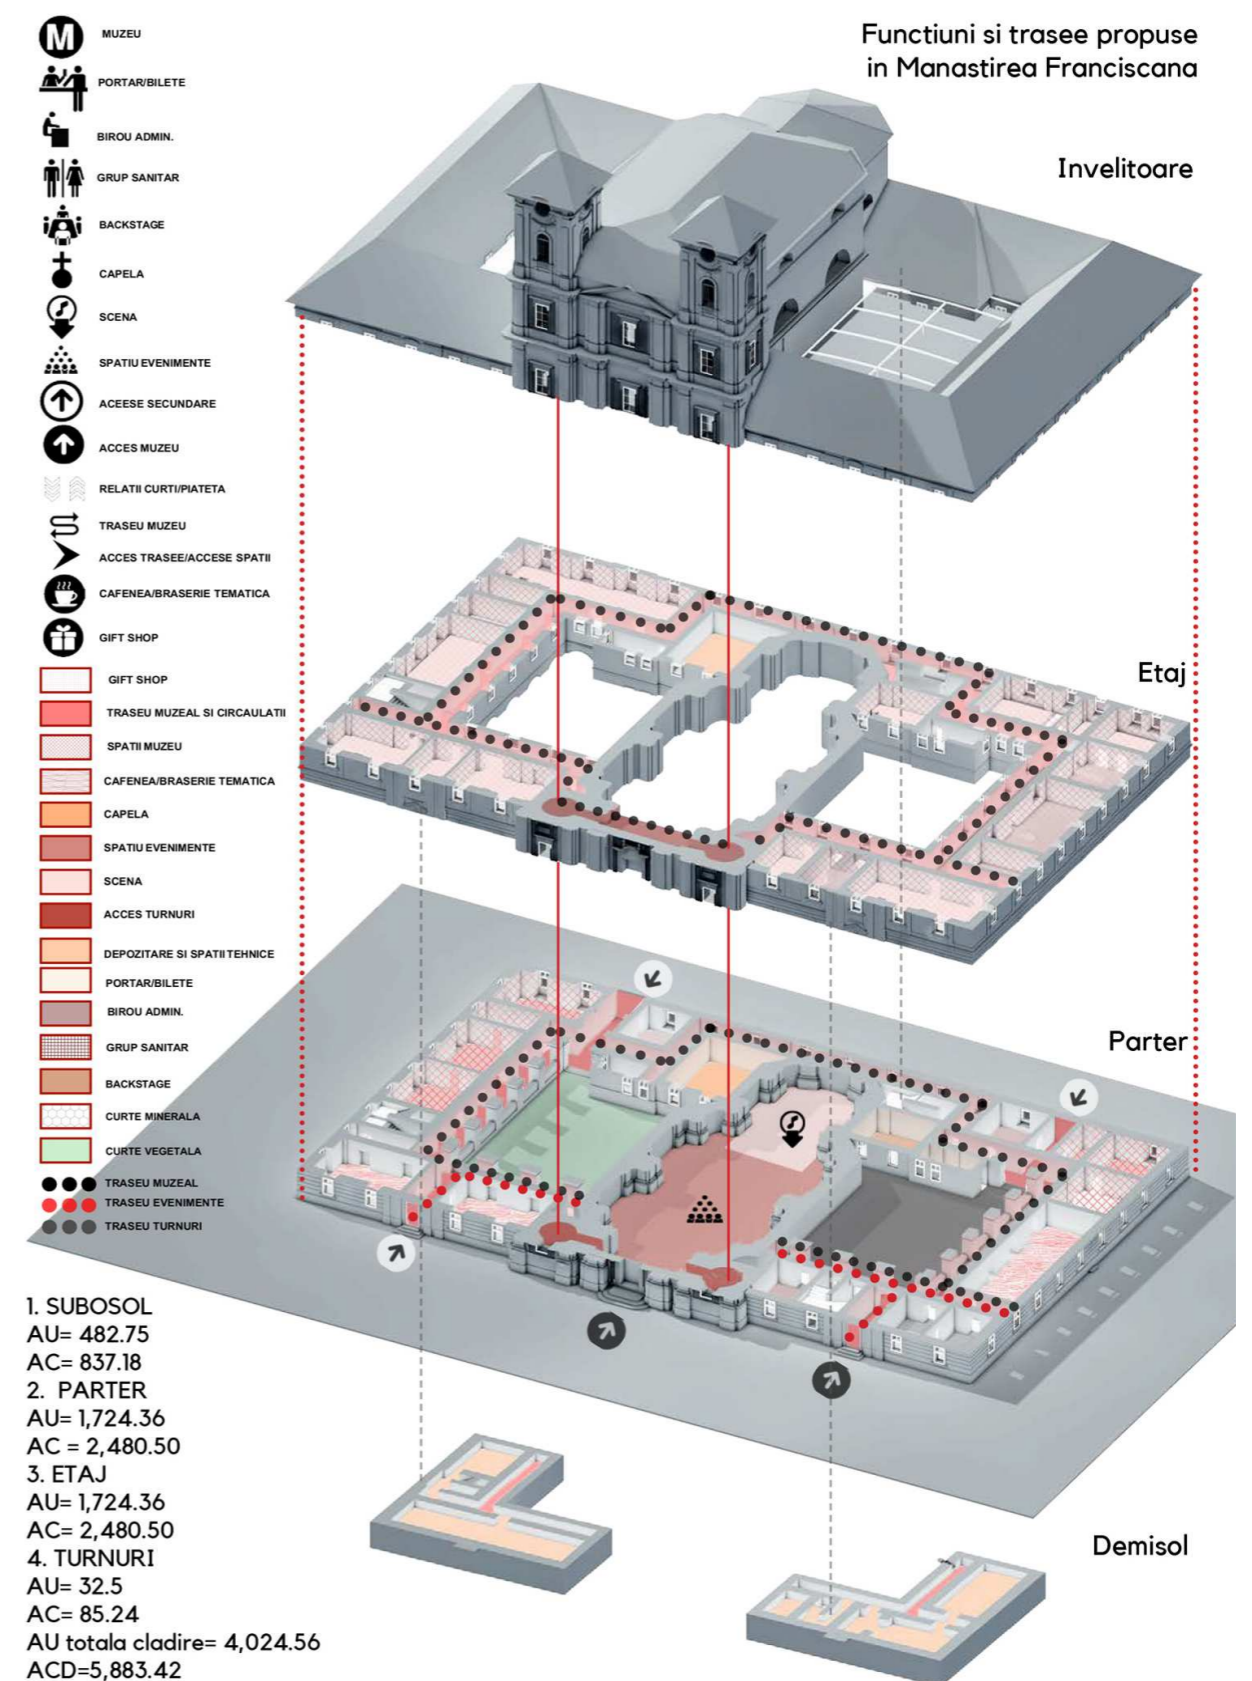 Functiuni si trasee propuse
in Manastirea Franciscana
MUZEU
PORTAR/BILETE
BIROU ADMIN.
GRUP SANITAR
BACKSTAGE
CAPELA
SCENA
SPATIU EVENIMENTE
ACEESE SECUNDARE
ACCES MUZEU
RELATII CURTI/PIATETA
TRASEU MUZEU
ACCES TRASEE/ACCESE SPATII
CAFENEA/BRASERIE TEMATICA
GIFT SHOP
GIFT SHOP
TRASEU MUZEAL SI CIRCAULATII
SPATII MUZEU
CAFENEA/BRASERIE TEMATICA
CAPELA
SPATIU EVENIMENTE
SCENA
ACCES TURNURI
DEPOZITARE SI SPATII TEHNICE
PORTAR/BILETE
BIROU ADMIN.
GRUP SANITAR
BACKSTAGE
CURTE MINERALA
CURTE VEGETALA
TRASEU MUZEAL
TRASEU EVENIMENTE
TRASEU TURNURI
M
Invelitoare
Etaj
Parter
Demisol
1. SUBOSOL
AU= 482.75
AC= 837.18
2. PARTER
AU= 1,724.36
AC = 2,480.50
3. ETAJ
AU= 1,724.36
AC= 2,480.50
4. TURNURI
AU= 32.5
AC= 85.24
AU totala cladire= 4,024.56
ACD=5,883.42